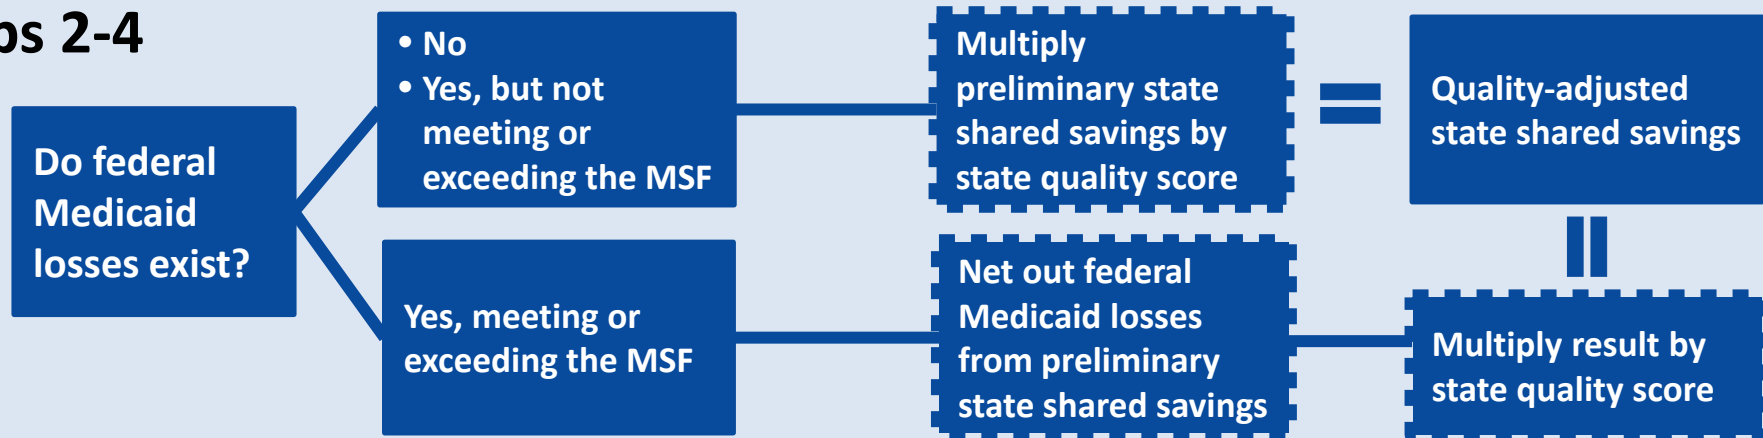 2-4
Do federal
Medicaid
losses exist?
• No
• Yes, but not
meeting or
exceeding the MSF
Multiply
preliminary state
shared savings by
state quality score
=
Quality-adjusted
state shared savings
Yes, meeting or
exceeding the MSF
Net out federal
Medicaid losses
from preliminary
state shared savings
=
Multiply result by
state quality score